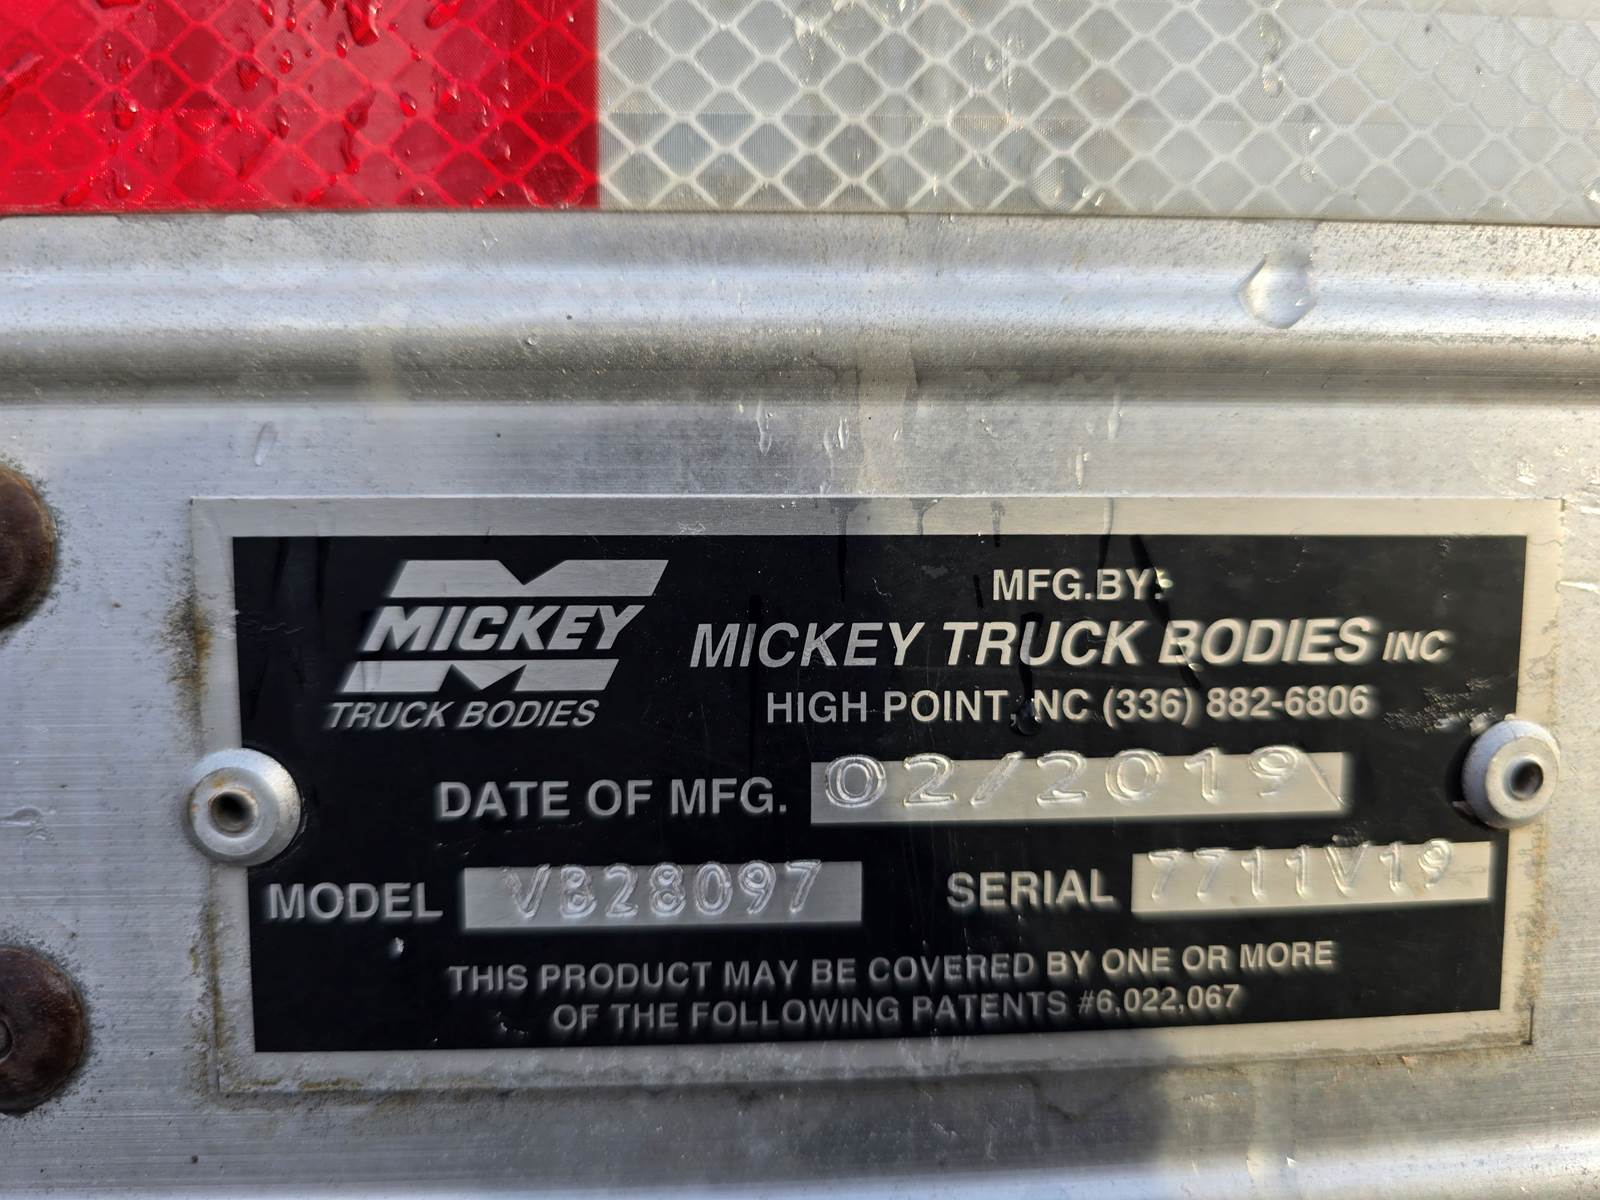 MICKEY
TRUCK BODIES
MFG.BY:
MICKEY TRUCK BODIES INC
HIGH POINT, NC (336) 882-6806
DATE OF MFG. 02/2019
MODEL VB28097 SERIAL 7711V19
THIS PRODUCT MAY BE COVERED BY ONE OR MORE
OF THE FOLLOWING PATENTS #6,022,067